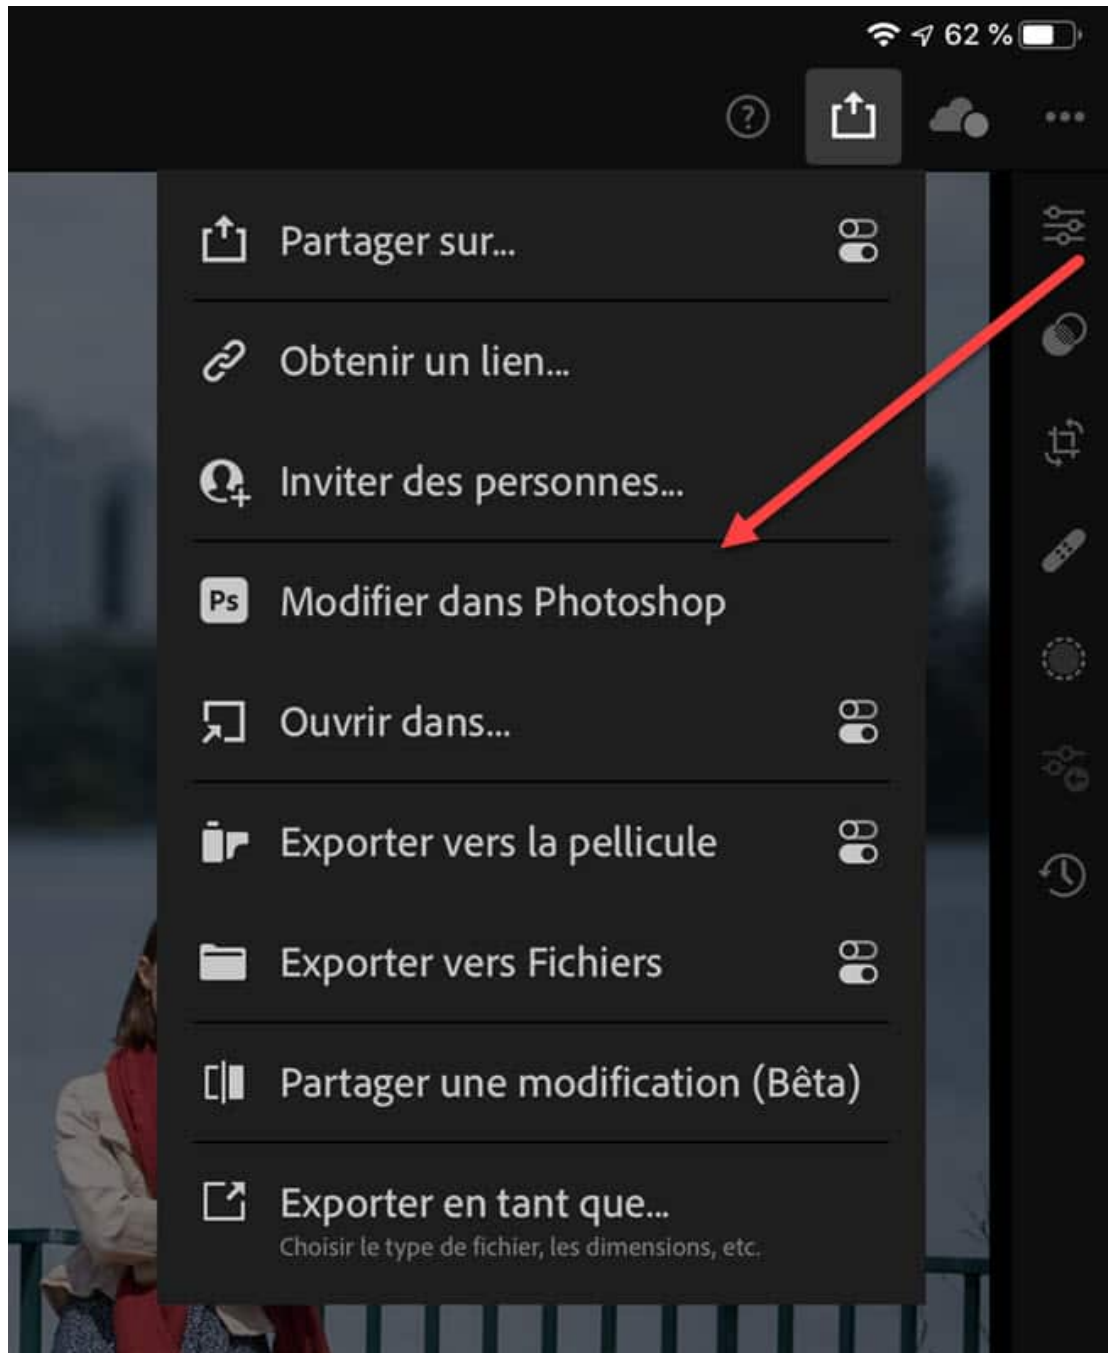 62 %
Partager sur...
Obtenir un lien...
Inviter des personnes...
Ps Modifier dans Photoshop
Ouvrir dans...
Exporter vers la pellicule
Exporter vers Fichiers
Partager une modification (Bêta)
Exporter en tant que...
Choisir le type de fichier, les dimensions, etc.